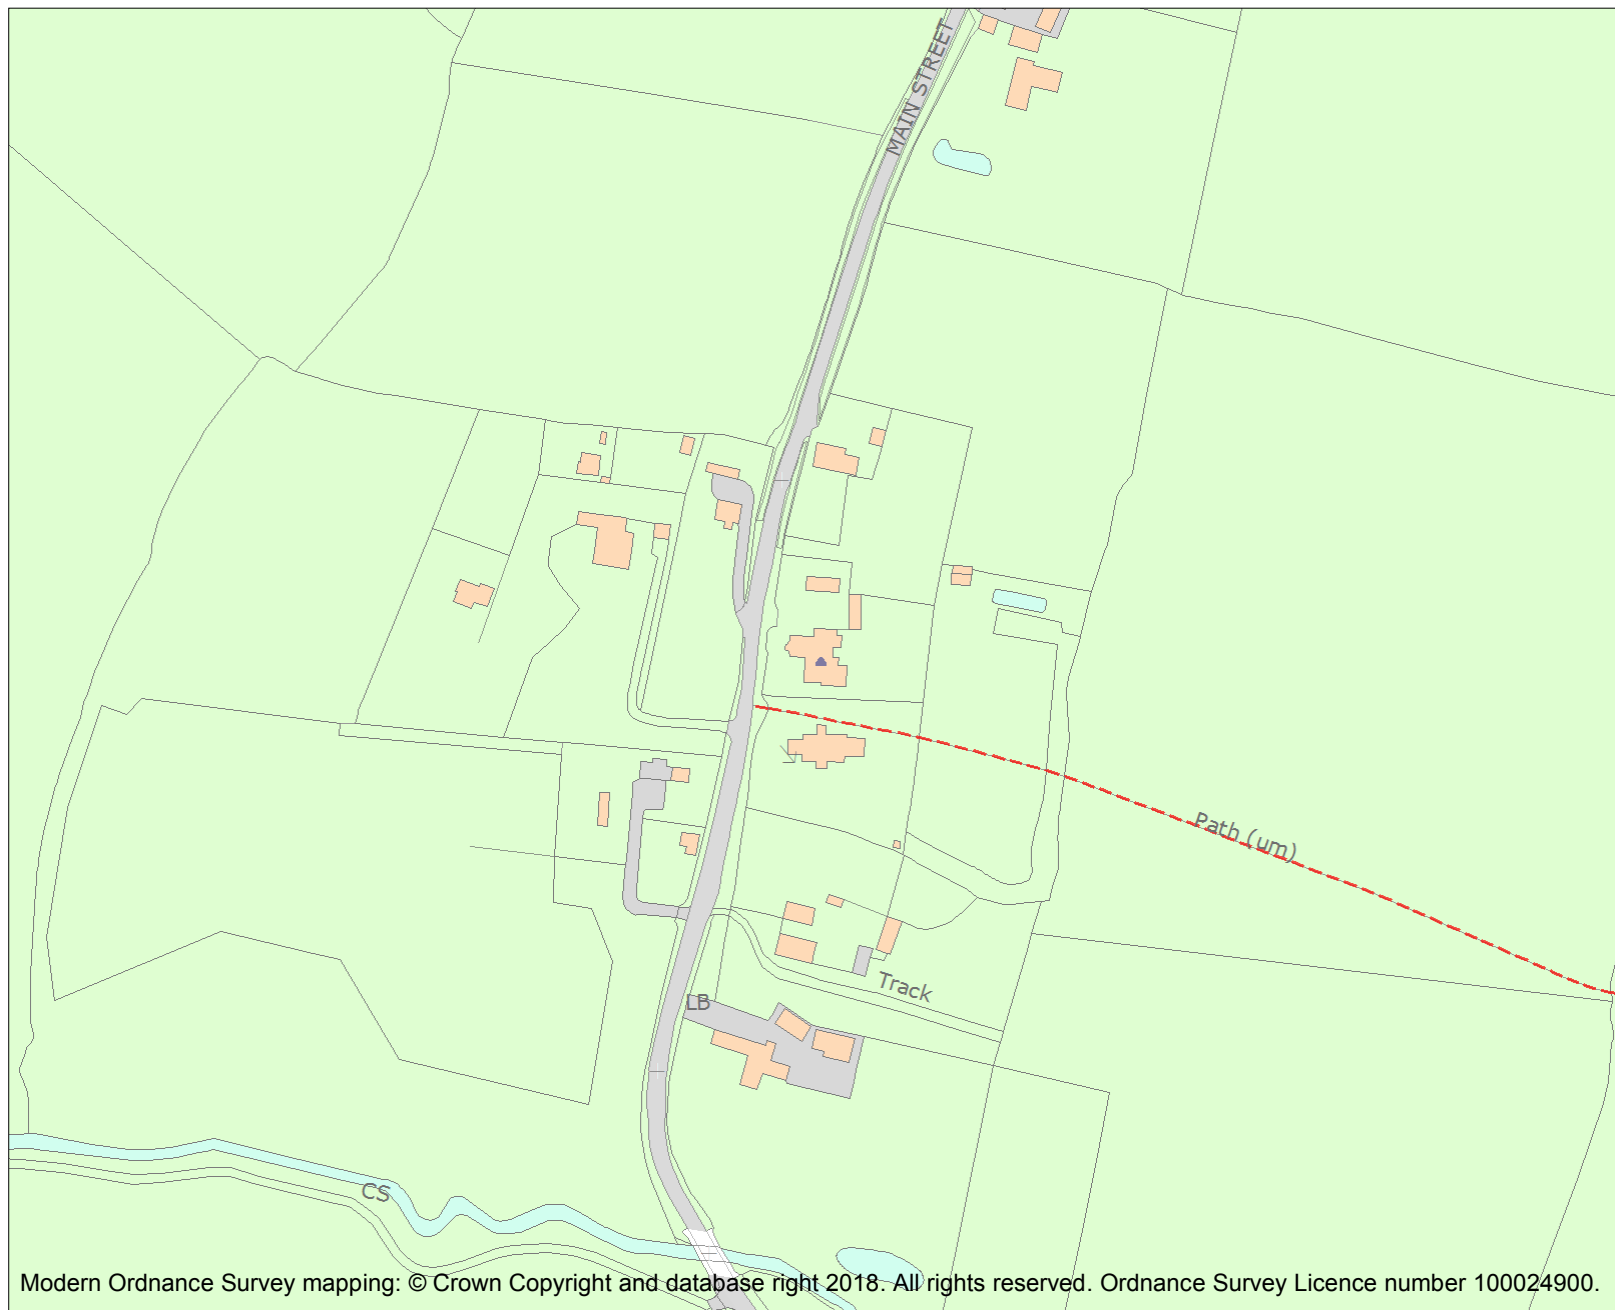 MAIN STREET
Path (um)
Track
LB
CS
Modern Ordnance Survey mapping: © Crown Copyright and database right 2018. All rights reserved. Ordnance Survey Licence number 100024900.